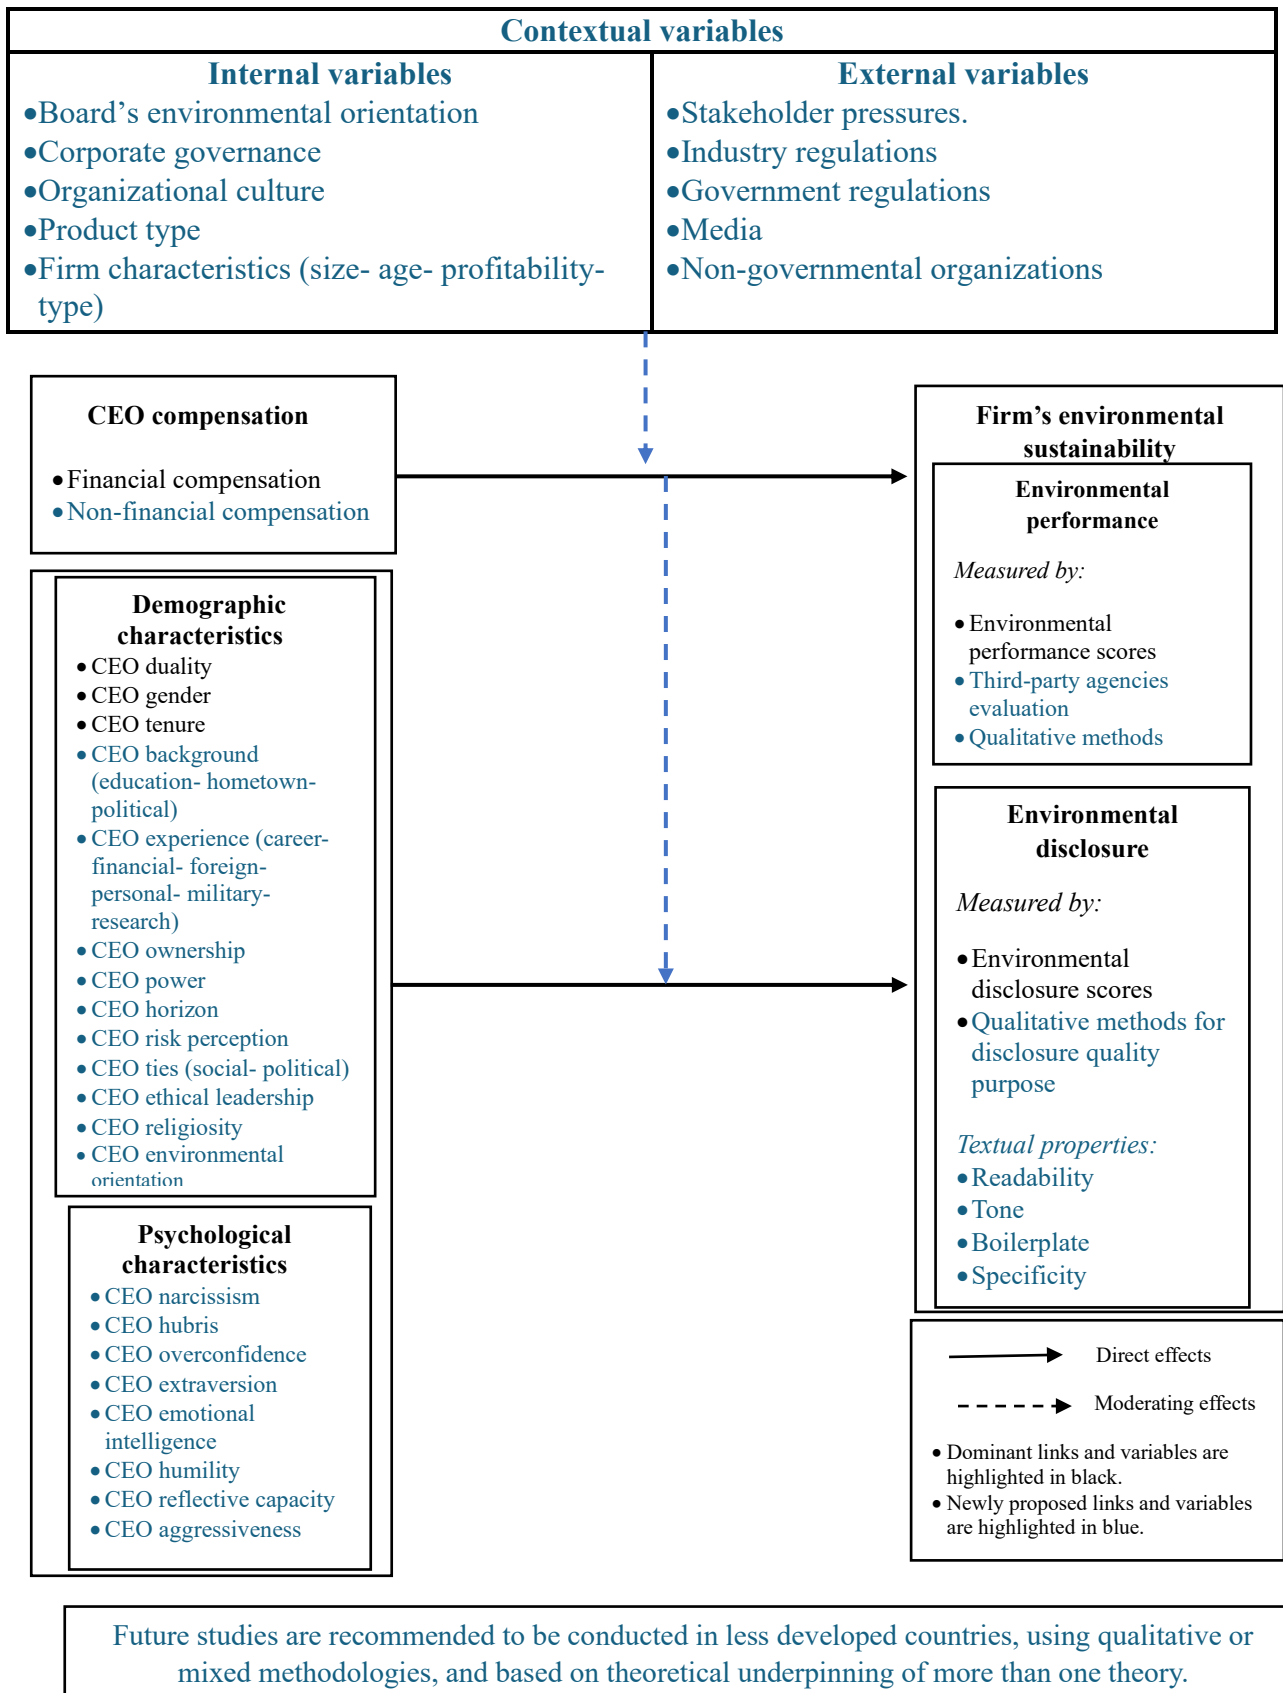 Contextual variables
Internal variables
•Board’s environmental orientation
•Corporate governance
•Organizational culture
•Product type
•Firm characteristics (size- age- profitability-
type)
External variables
•Stakeholder pressures.
•Industry regulations
•Government regulations
•Media
•Non-governmental organizations
CEO compensation
•Financial compensation
•Non-financial compensation
Demographic
characteristics
•CEO duality
•CEO gender
•CEO tenure
•CEO background
(education- hometown-
political)
•CEO experience (career-
financial- foreign-
personal- military-
research)
•CEO ownership
•CEO power
•CEO horizon
•CEO risk perception
•CEO ties (social- political)
•CEO ethical leadership
•CEO religiosity
•CEO environmental
orientation
Psychological
characteristics
•CEO narcissism
•CEO hubris
•CEO overconfidence
•CEO extraversion
•CEO emotional
intelligence
•CEO humility
•CEO reflective capacity
•CEO aggressiveness
Firm’s environmental
sustainability
Environmental
performance
Measured by:
•Environmental
performance scores
•Third-party agencies
evaluation
•Qualitative methods
Environmental
disclosure
Measured by:
•Environmental
disclosure scores
•Qualitative methods for
disclosure quality
purpose
Textual properties:
•Readability
•Tone
•Boilerplate
•Specificity
Direct effects
Moderating effects
•Dominant links and variables are
highlighted in black.
•Newly proposed links and variables
are highlighted in blue.
Future studies are recommended to be conducted in less developed countries, using qualitative or
mixed methodologies, and based on theoretical underpinning of more than one theory.